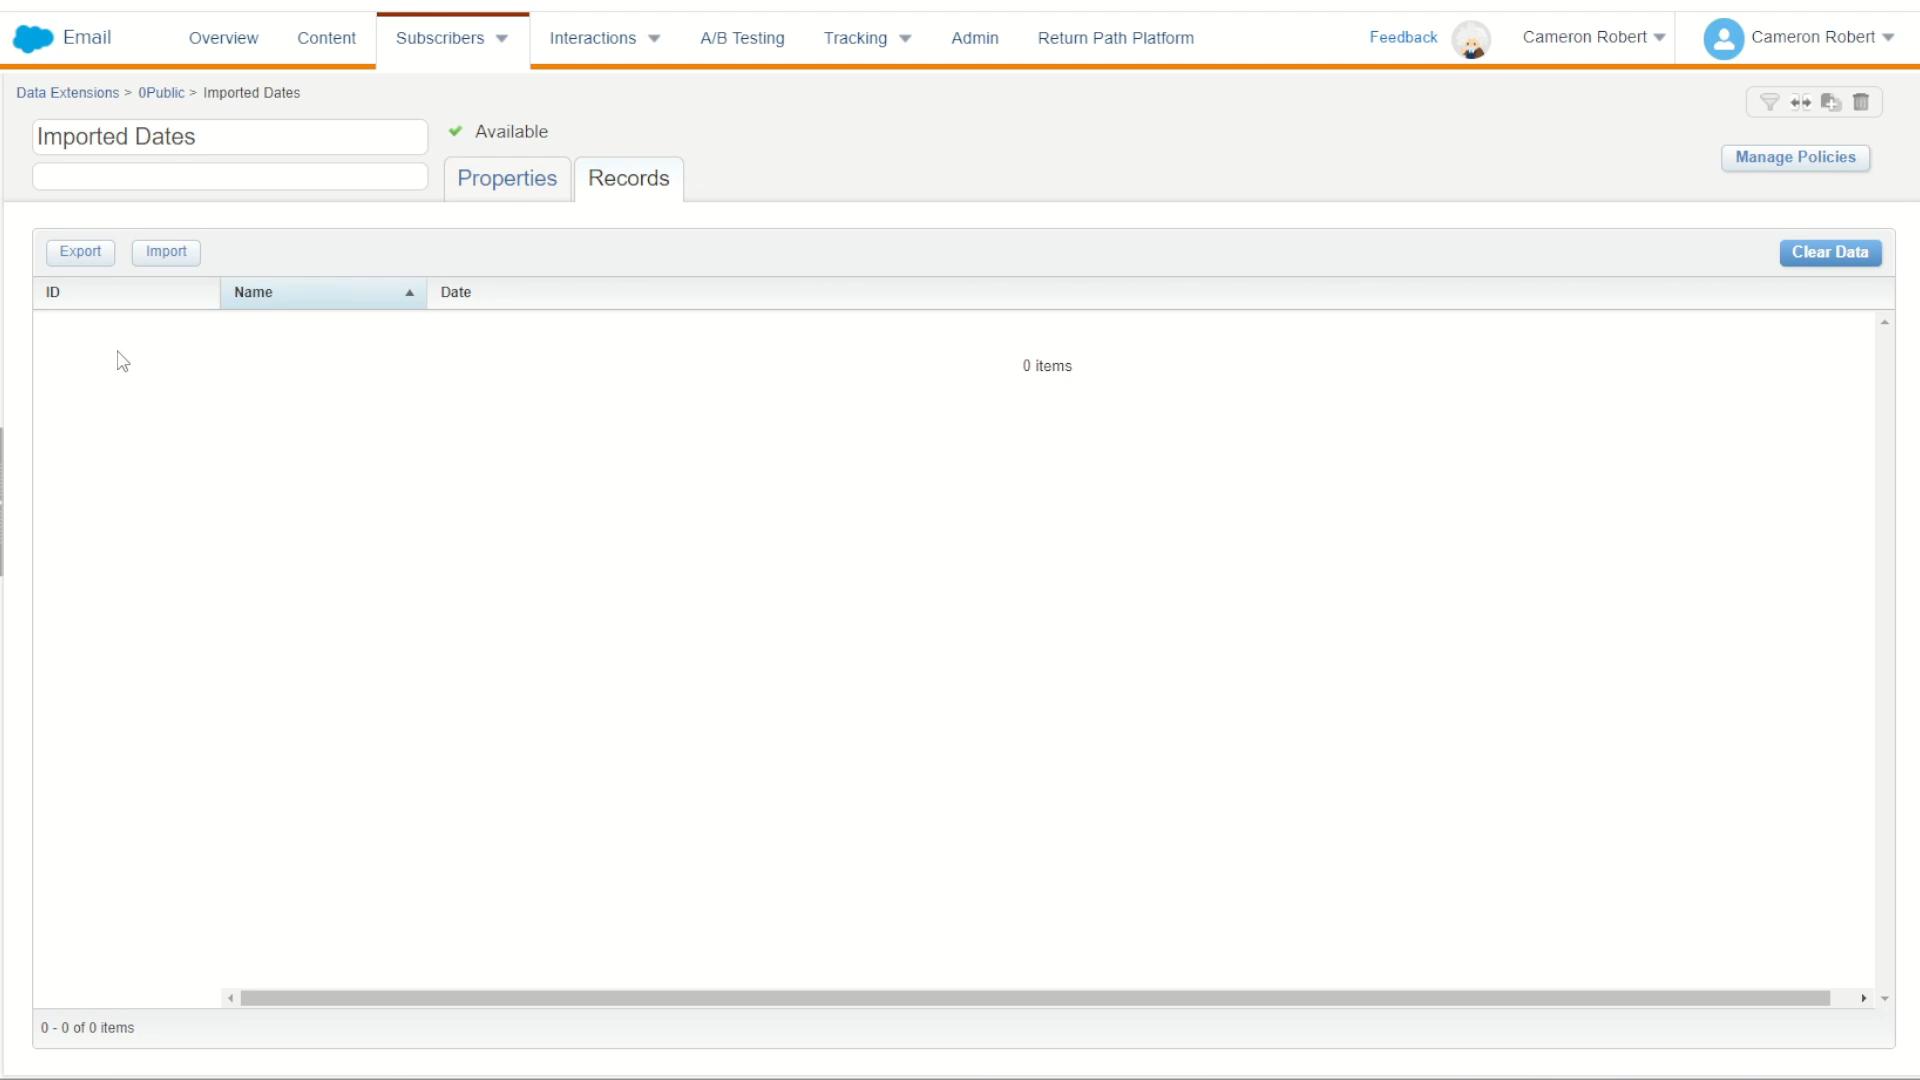 Email Overview Content Subscribers Interactions A/B Testing Tracking Admin Return Path Platform Feedback Cameron Robert Cameron Robert
Data Extensions > 0Public > Imported Dates
Imported Dates
Available
Manage Policies
Properties Records
Export Import Clear Data
ID Name Date
0 items
0 - 0 of 0 items